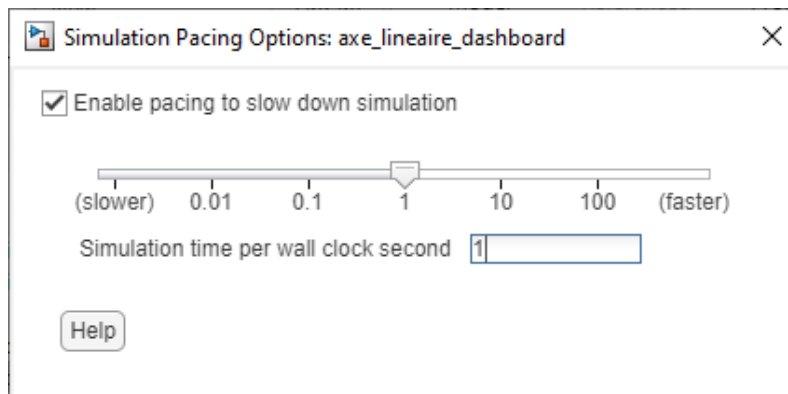 Simulation Pacing Options: axe_lineaire_dashboard
Enable pacing to slow down simulation
(slower) 0.01 0.1 1 10 100 (faster)
Simulation time per wall clock second 1
Help